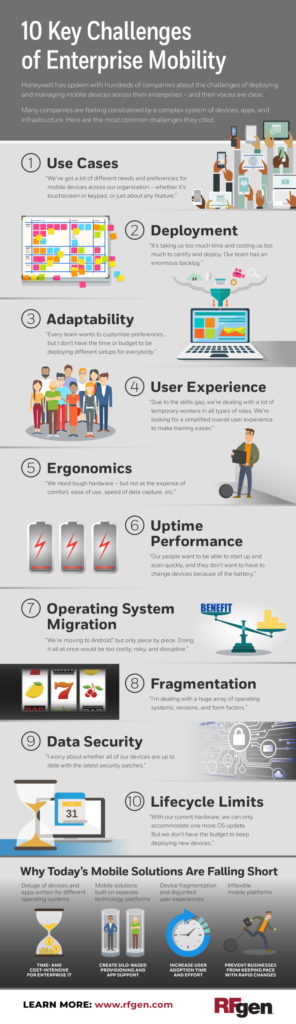 10 Key Challenges
of Enterprise Mobility
Honeywell has spoken with hundreds of companies about the challenges of deploying
and managing mobile devices across their enterprises – and their voices are clear.
Many companies are feeling constrained by a complex system of devices, apps, and
infrastructure. Here are the most common challenges they cited.
1 Use Cases
"We've got a lot of different needs and preferences for
mobile devices across our organization – whether it's
touchscreen or keypad, or just about any feature."
2 Deployment
"It's taking us too much time and costing us too
much to certify and deploy. Our team has an
enormous backlog."
3 Adaptability
"Every team wants to customize preferences...
but I don't have the time or budget to be
deploying different setups for everybody."
4 User Experience
"Due to the skills gap, we're dealing with a lot of
temporary workers in all types of roles. We're
looking for a simplified overall user experience
to make training easier."
5 Ergonomics
"We need tough hardware – but not at the expense of
comfort, ease of use, speed of data capture, etc."
6 Uptime
Performance
"Our people want to be able to start up and
scan quickly, and they don't want to have to
change devices because of the battery."
7 Operating System
Migration
"We're moving to Android, but only piece by piece. Doing
it all at once would be too costly, risky, and disruptive."
BENEFIT
8 Fragmentation
"I'm dealing with a huge array of operating
systems, versions, and form factors."
7
9 Data Security
"I worry about whether all of our devices are up to
date with the latest security patches."
10 Lifecycle Limits
"With our current hardware, we can only
accommodate one more OS update.
But we don't have the budget to keep
deploying new devices."
31
Why Today's Mobile Solutions Are Falling Short
Deluge of devices and
apps written for different
operating systems
Mobile solutions
built on separate
technology platforms
Device fragmentation
and disjointed
user experiences
Inflexible
mobile platforms
TIME- AND
COST-INTENSIVE
FOR ENTERPRISE IT
CREATE SILO-BASED
PROVISIONING AND
APP SUPPORT
INCREASE USER
ADOPTION TIME
AND EFFORT
PREVENT BUSINESSES
FROM KEEPING PACE
WITH RAPID CHANGES
LEARN MORE: www.rfgen.com
RFgen